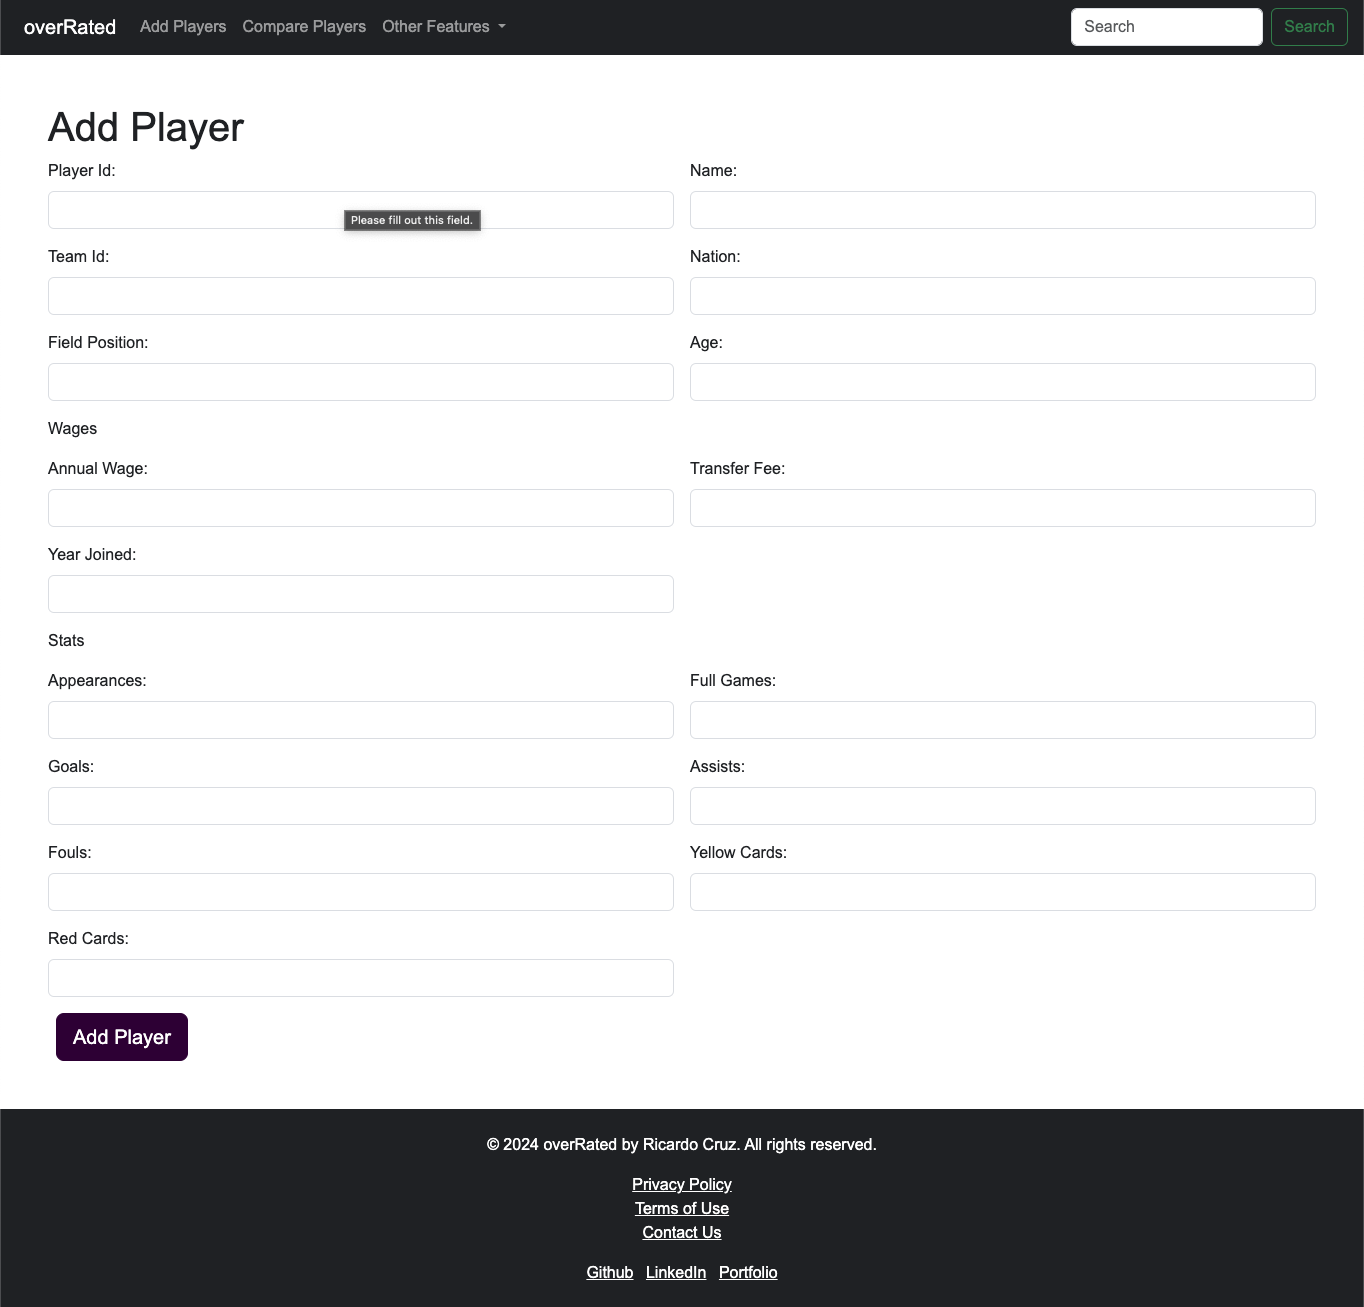 overRated Add Players Compare Players Other Features Search Search
Add Player
Player Id: Name:
Please fill out this field.
Team Id: Nation:
Field Position: Age:
Wages
Annual Wage: Transfer Fee:
Year Joined:
Stats
Appearances: Full Games:
Goals: Assists:
Fouls: Yellow Cards:
Red Cards:
Add Player
© 2024 overRated by Ricardo Cruz. All rights reserved.
Privacy Policy
Terms of Use
Contact Us
Github LinkedIn Portfolio